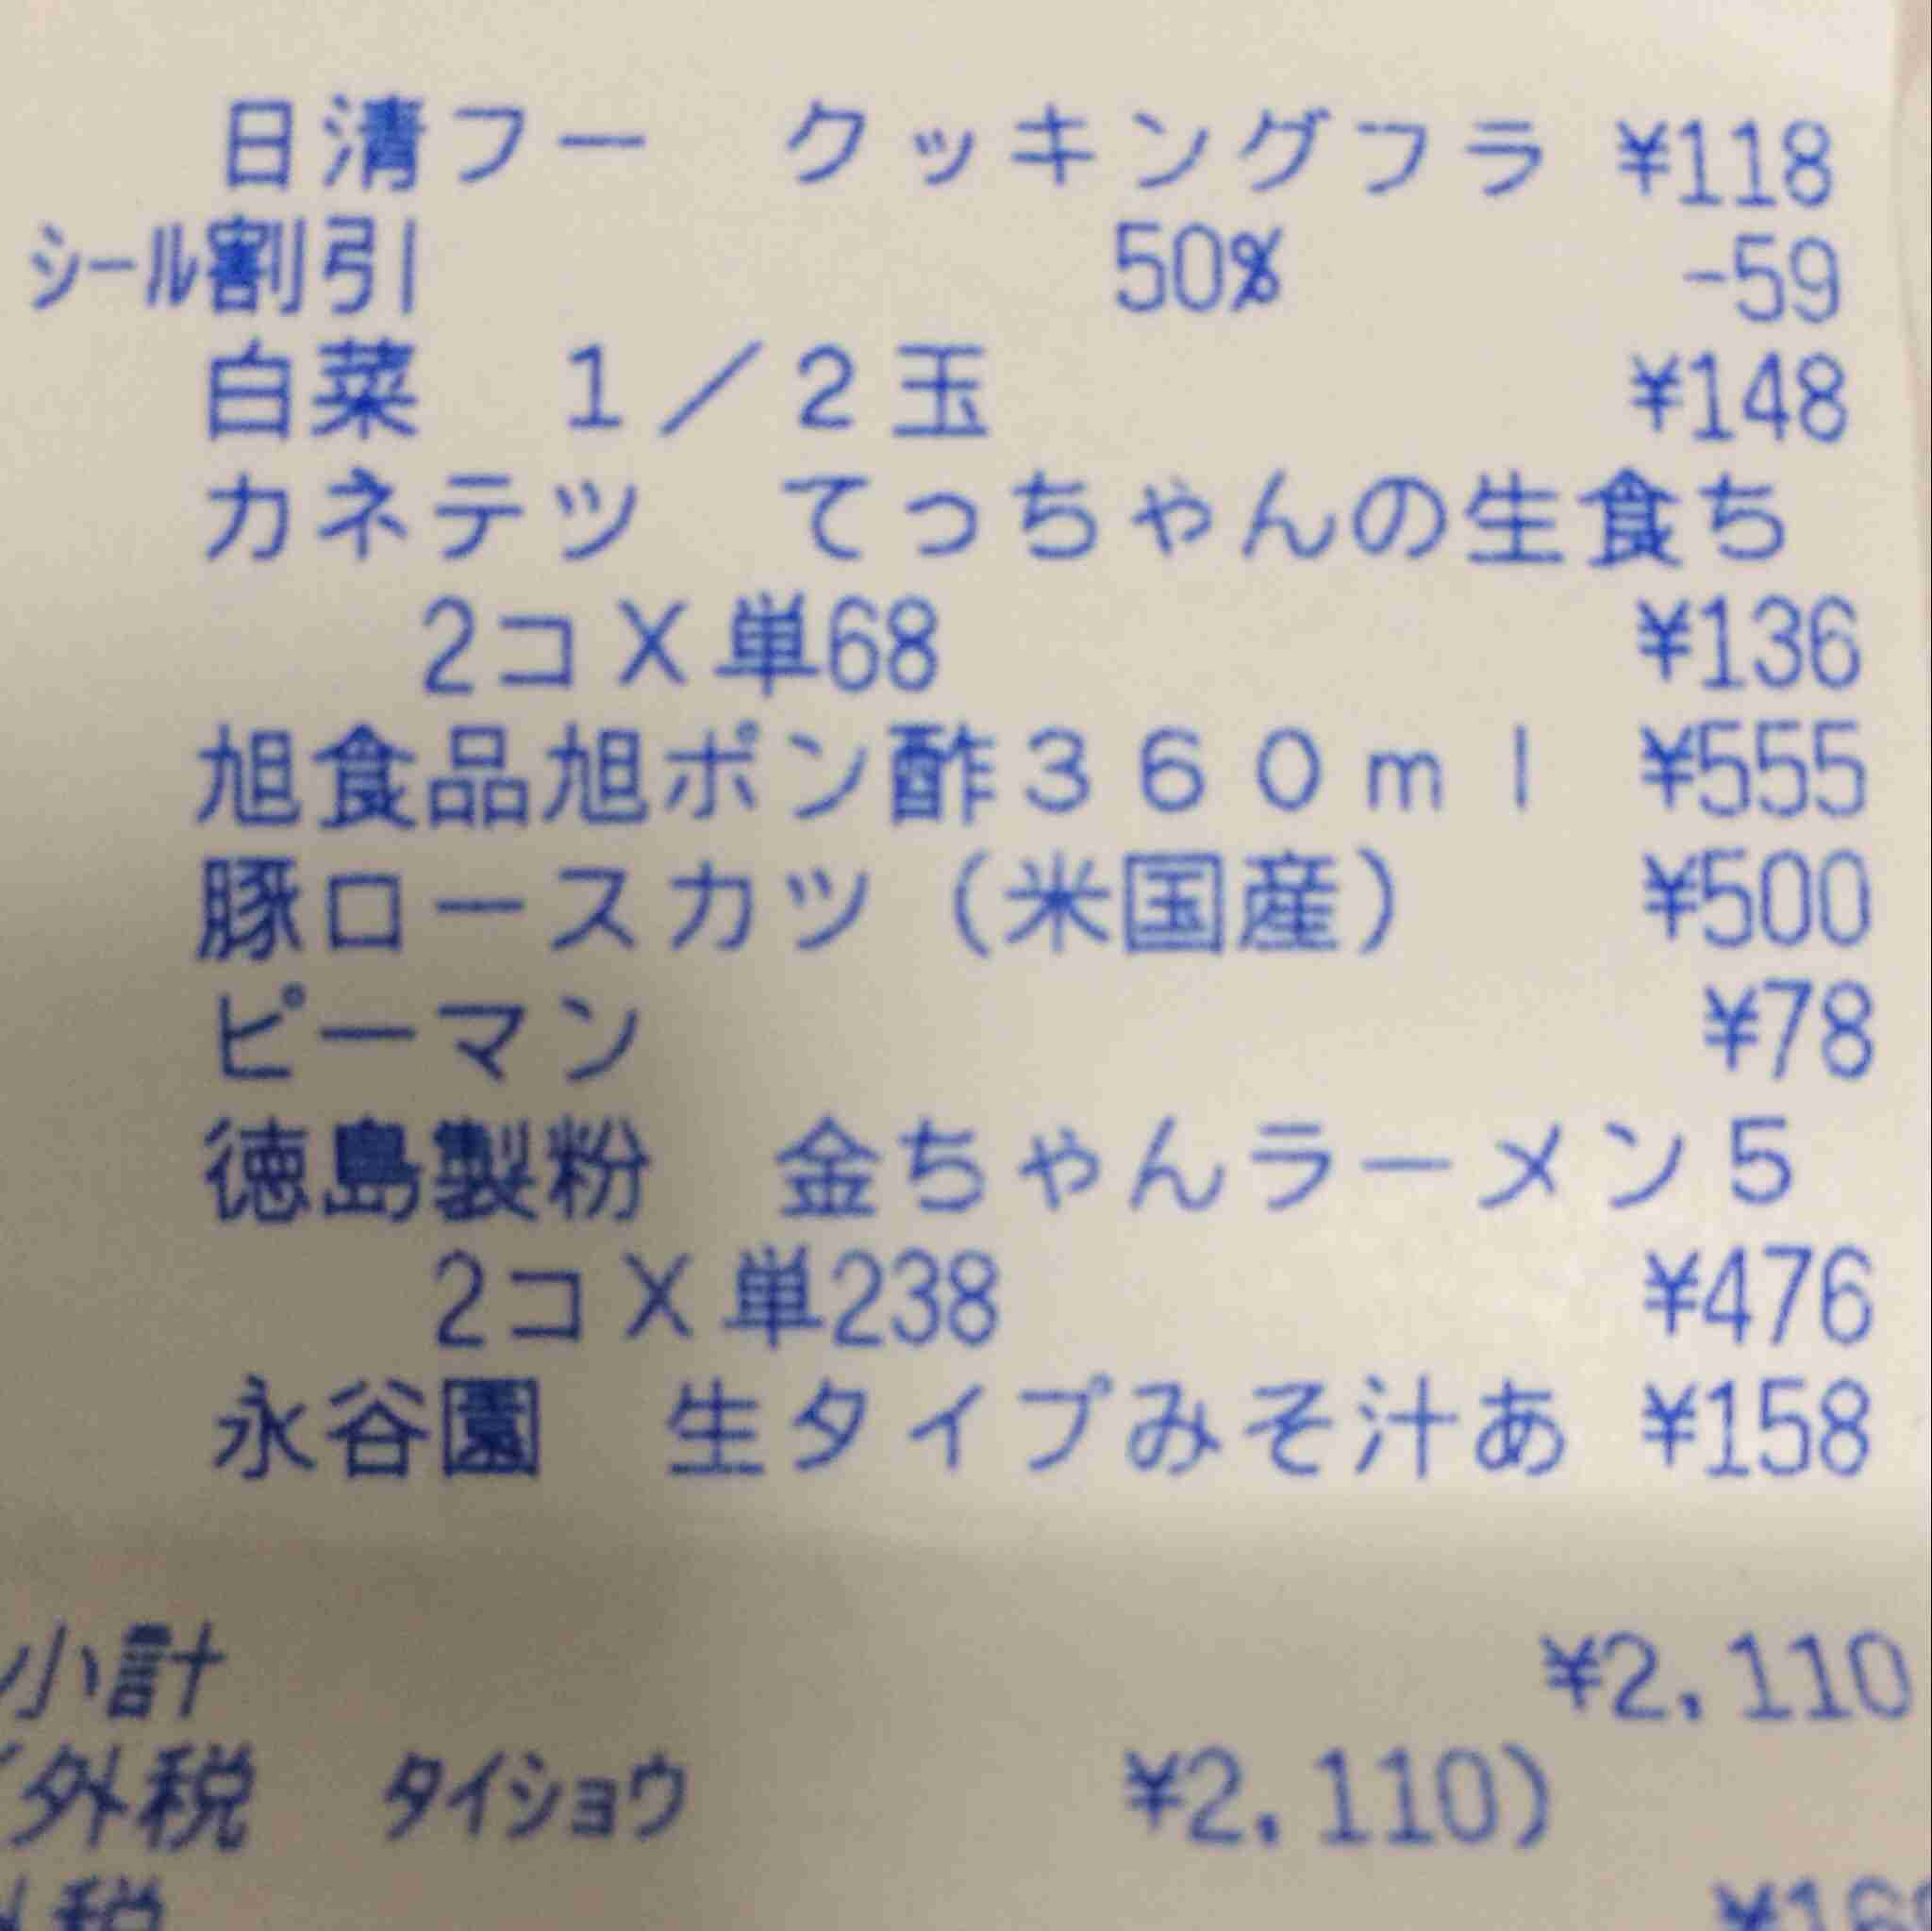 日清フー　クッキングフラ ¥118
シール割引 50% -59
白菜　1／2玉 ¥148
カネテツ　てっちゃんの生食ち
2コX単68 ¥136
旭食品旭ポン酢360ml ¥555
豚ロースカツ（米国産） ¥500
ピーマン ¥78
徳島製粉　金ちゃんラーメン5
2コX単238 ¥476
永谷園　生タイプみそ汁あ ¥158
小計 ¥2,110
(外税 タイショウ ¥2,110)
外税